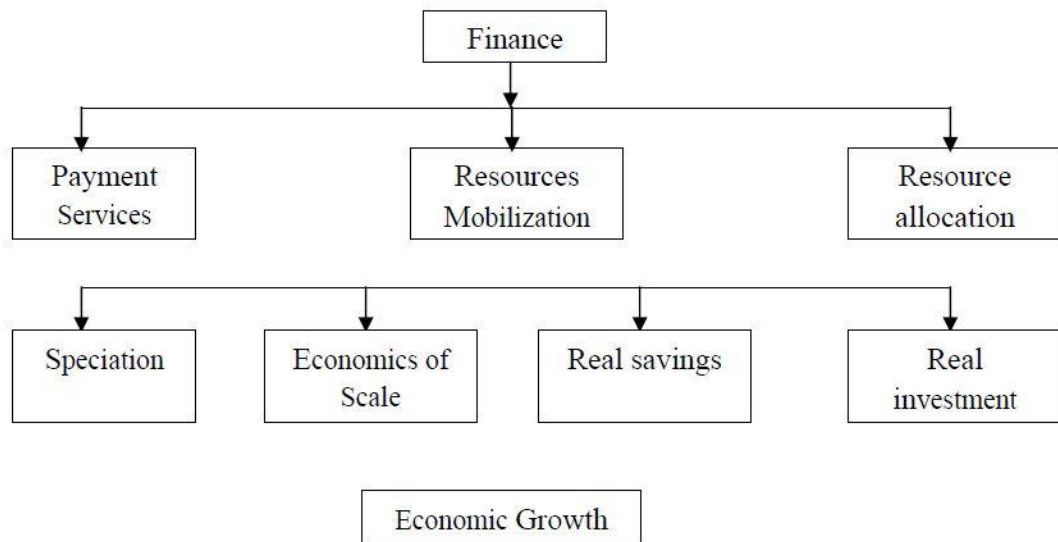 Finance
Payment
Services
Resources
Mobilization
Resource
allocation
Speciation
Economics of
Scale
Real savings
Real
investment
Economic Growth